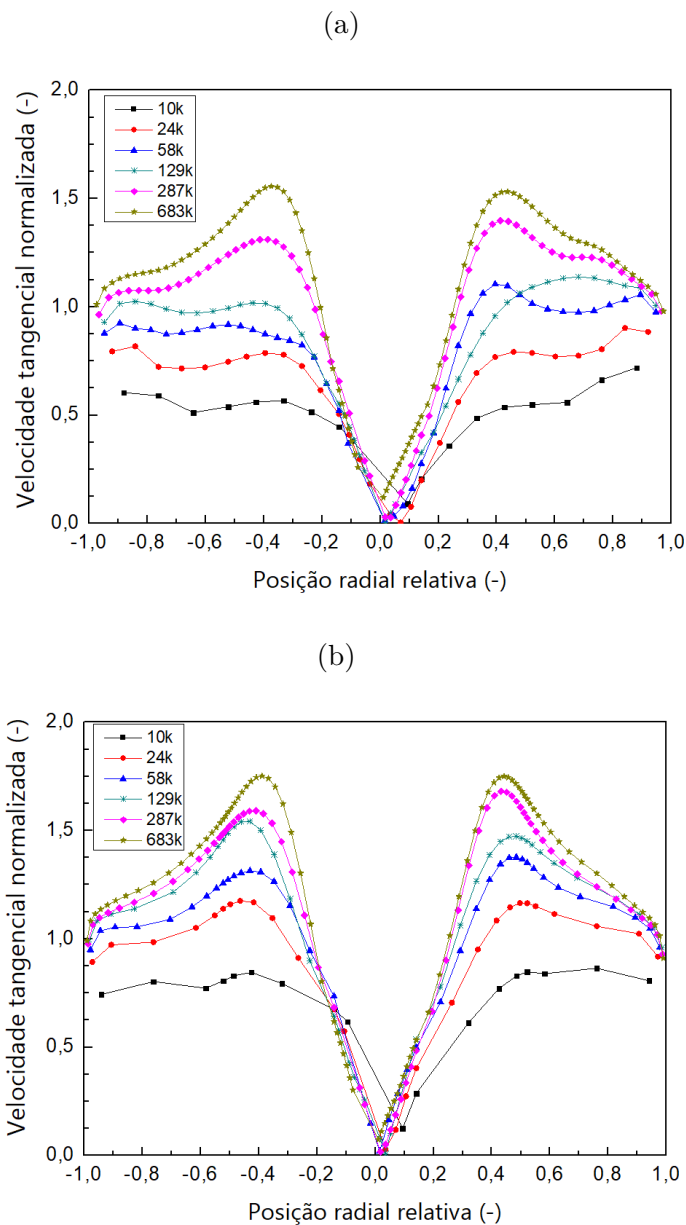 (a)
2,0
1,5
1,0
0,5
0,0
Velocidade tangencial normalizada (-)
10k
24k
58k
129k
287k
683k
-1,0 -0,8 -0,6 -0,4 -0,2 0,0 0,2 0,4 0,6 0,8 1,0
Posição radial relativa (-)
(b)
2,0
1,5
1,0
0,5
0,0
Velocidade tangencial normalizada (-)
10k
24k
58k
129k
287k
683k
-1,0 -0,8 -0,6 -0,4 -0,2 0,0 0,2 0,4 0,6 0,8 1,0
Posição radial relativa (-)